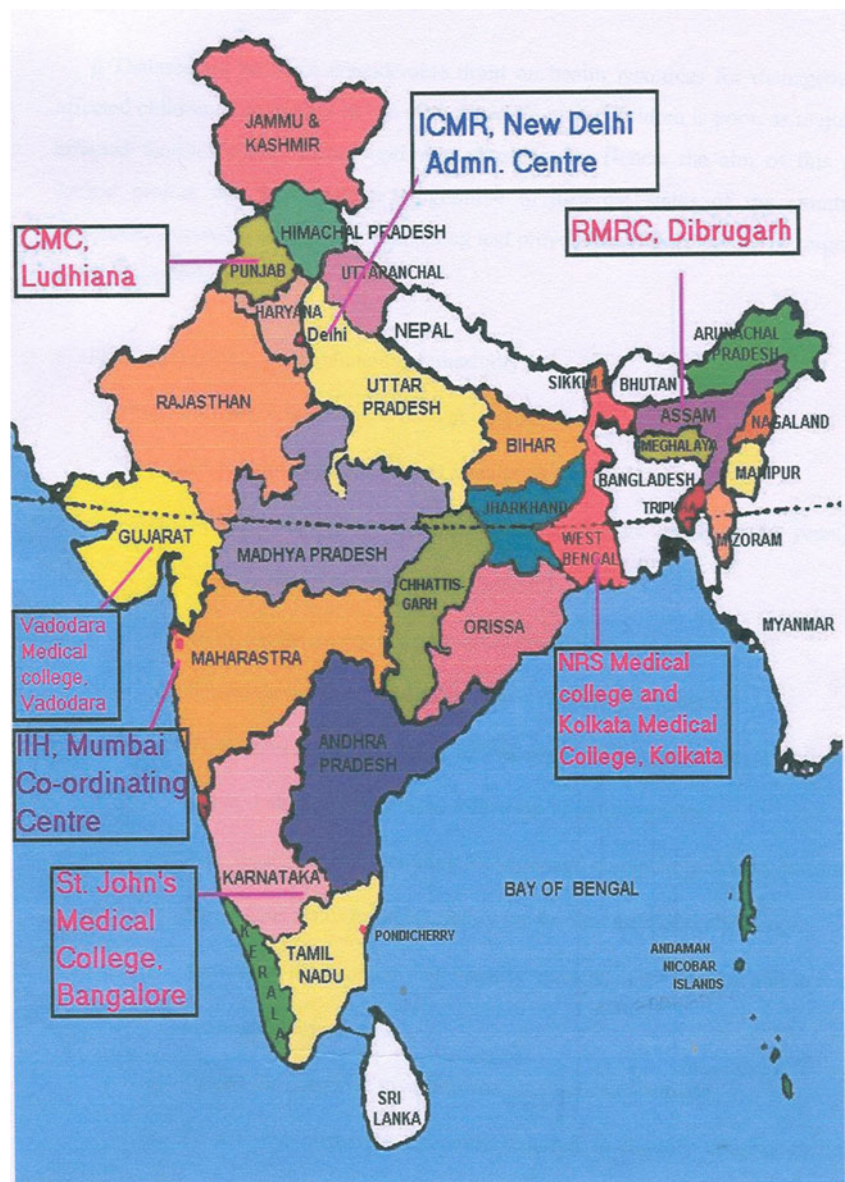 JAMMU &
KASHMIR
ICMR, New Delhi
Admn. Centre
CMC,
Ludhiana
HIMACHAL PRADESH
RMRC, Dibrugarh
PUNJAB
UTTARANCHAL
HARYANA
Delhi
NEPAL
ARUNACHAL
PRADESH
SIKKIM
BHUTAN
RAJASTHAN
UTTAR
PRADESH
ASSAM
NAGALAND
BIHAR
MEGHALAYA
BANGLADESH
MANIPUR
JHARKHAND
TRIPURA
GUJARAT
MADHYA PRADESH
WEST
BENGAL
MIZORAM
CHHATTIS-
GARH
ORISSA
MYANMAR
Vadodara
Medical
college,
Vadodara
MAHARASTRA
NRS Medical
college and
Kolkata Medical
College, Kolkata
IIH, Mumbai
Co-ordinating
Centre
ANDHRA
PRADESH
St. John's
Medical
College,
Bangalore
KARNATAKA
BAY OF BENGAL
KERALA
TAMIL
NADU
PONDICHERRY
ANDAMAN
NICOBAR
ISLANDS
SRI
LANKA